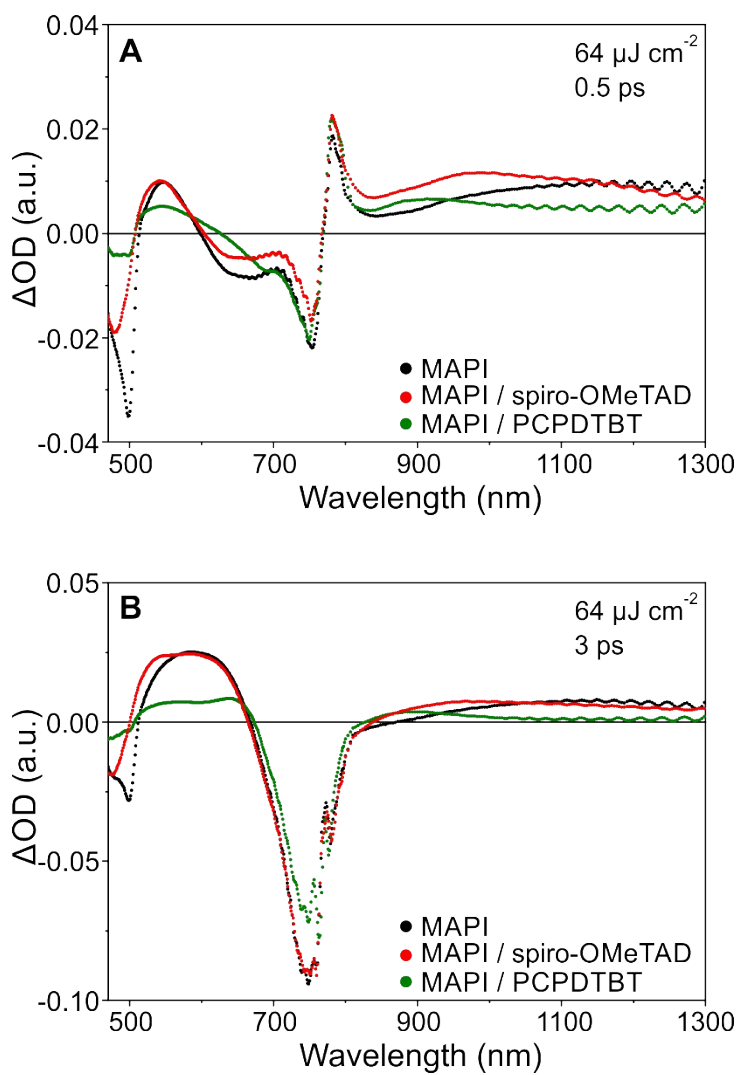 A
64 µJ cm⁻²
0.5 ps
ΔOD (a.u.)
0.04
0.02
0.00
-0.02
-0.04
MAPI
MAPI / spiro-OMeTAD
MAPI / PCPDTBT
500 700 900 1100 1300
Wavelength (nm)
B
64 µJ cm⁻²
3 ps
ΔOD (a.u.)
0.05
0.00
-0.05
-0.10
MAPI
MAPI / spiro-OMeTAD
MAPI / PCPDTBT
500 700 900 1100 1300
Wavelength (nm)